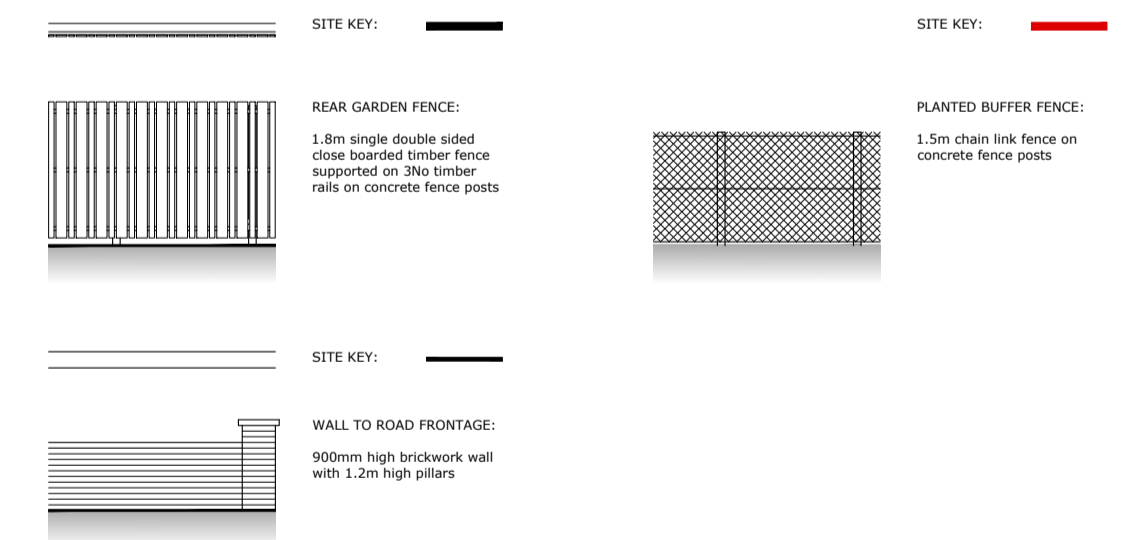 SITE KEY:
REAR GARDEN FENCE:
1.8m single double sided
close boarded timber fence
supported on 3No timber
rails on concrete fence posts
SITE KEY:
PLANTED BUFFER FENCE:
1.5m chain link fence on
concrete fence posts
SITE KEY:
WALL TO ROAD FRONTAGE:
900mm high brickwork wall
with 1.2m high pillars